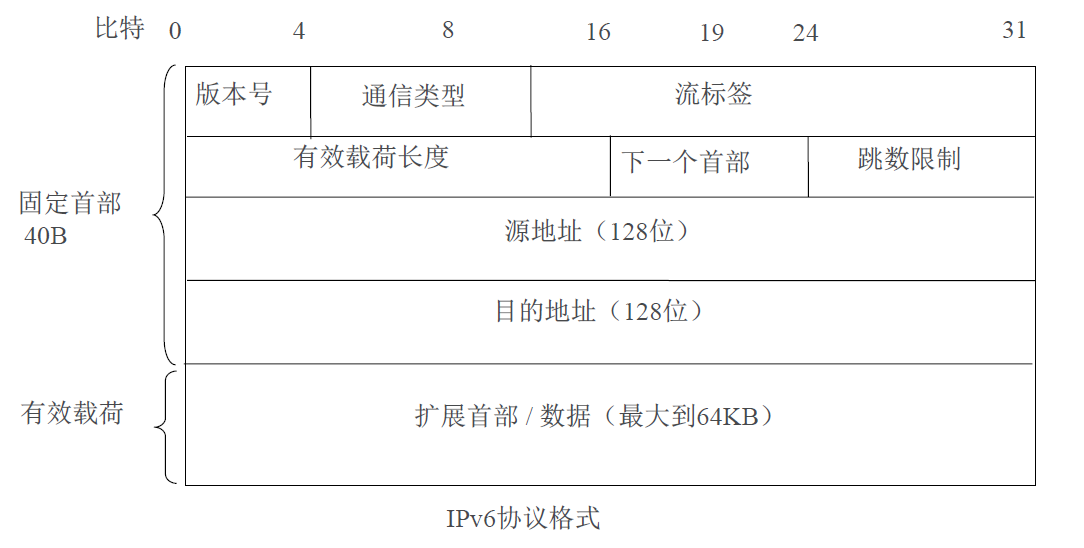 比特 0 4 8 16 19 24 31
版本号 通信类型 流标签
有效载荷长度 下一个首部 跳数限制
固定首部
40B
源地址（128位）
目的地址（128位）
有效载荷 扩展首部 / 数据（最大到64KB）
IPv6协议格式